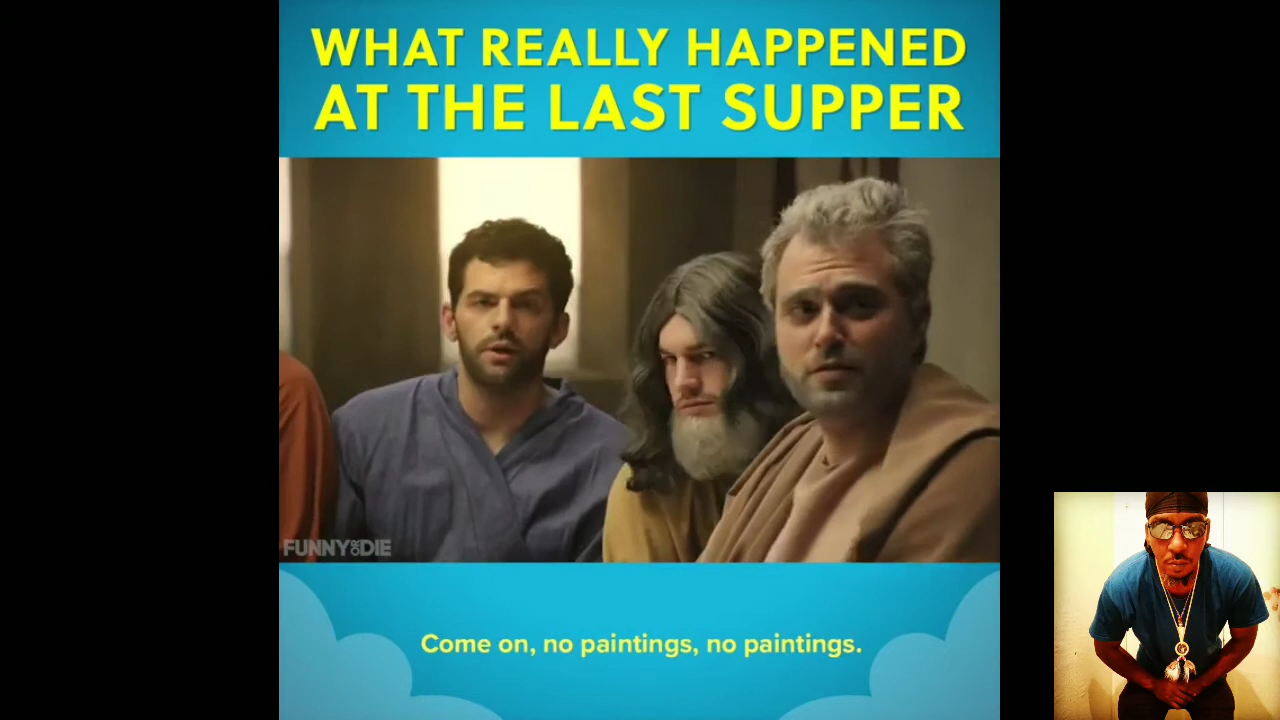 WHAT REALLY HAPPENED
AT THE LAST SUPPER
FUNNY OR DIE
Come on, no paintings, no paintings.